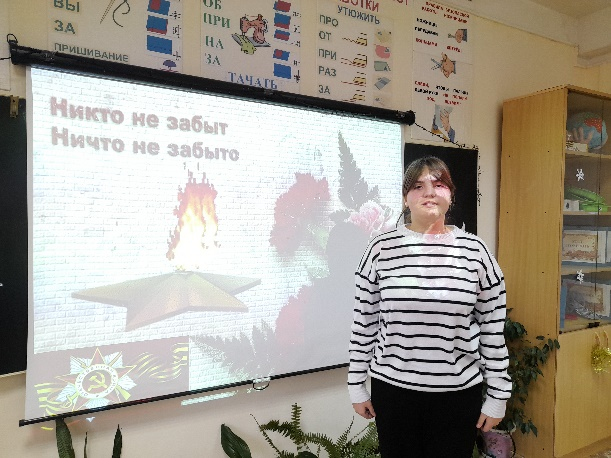 ВЫ
ЗА
ПРИШИВАНИЕ
ОБ
ПРИ
НА
ЗА
ТАЧАТЬ
УТЮЖИТЬ
ПРО
ОТ
ПРИ
РАЗ
ЗА
Никто не забыт
Ничто не забыто